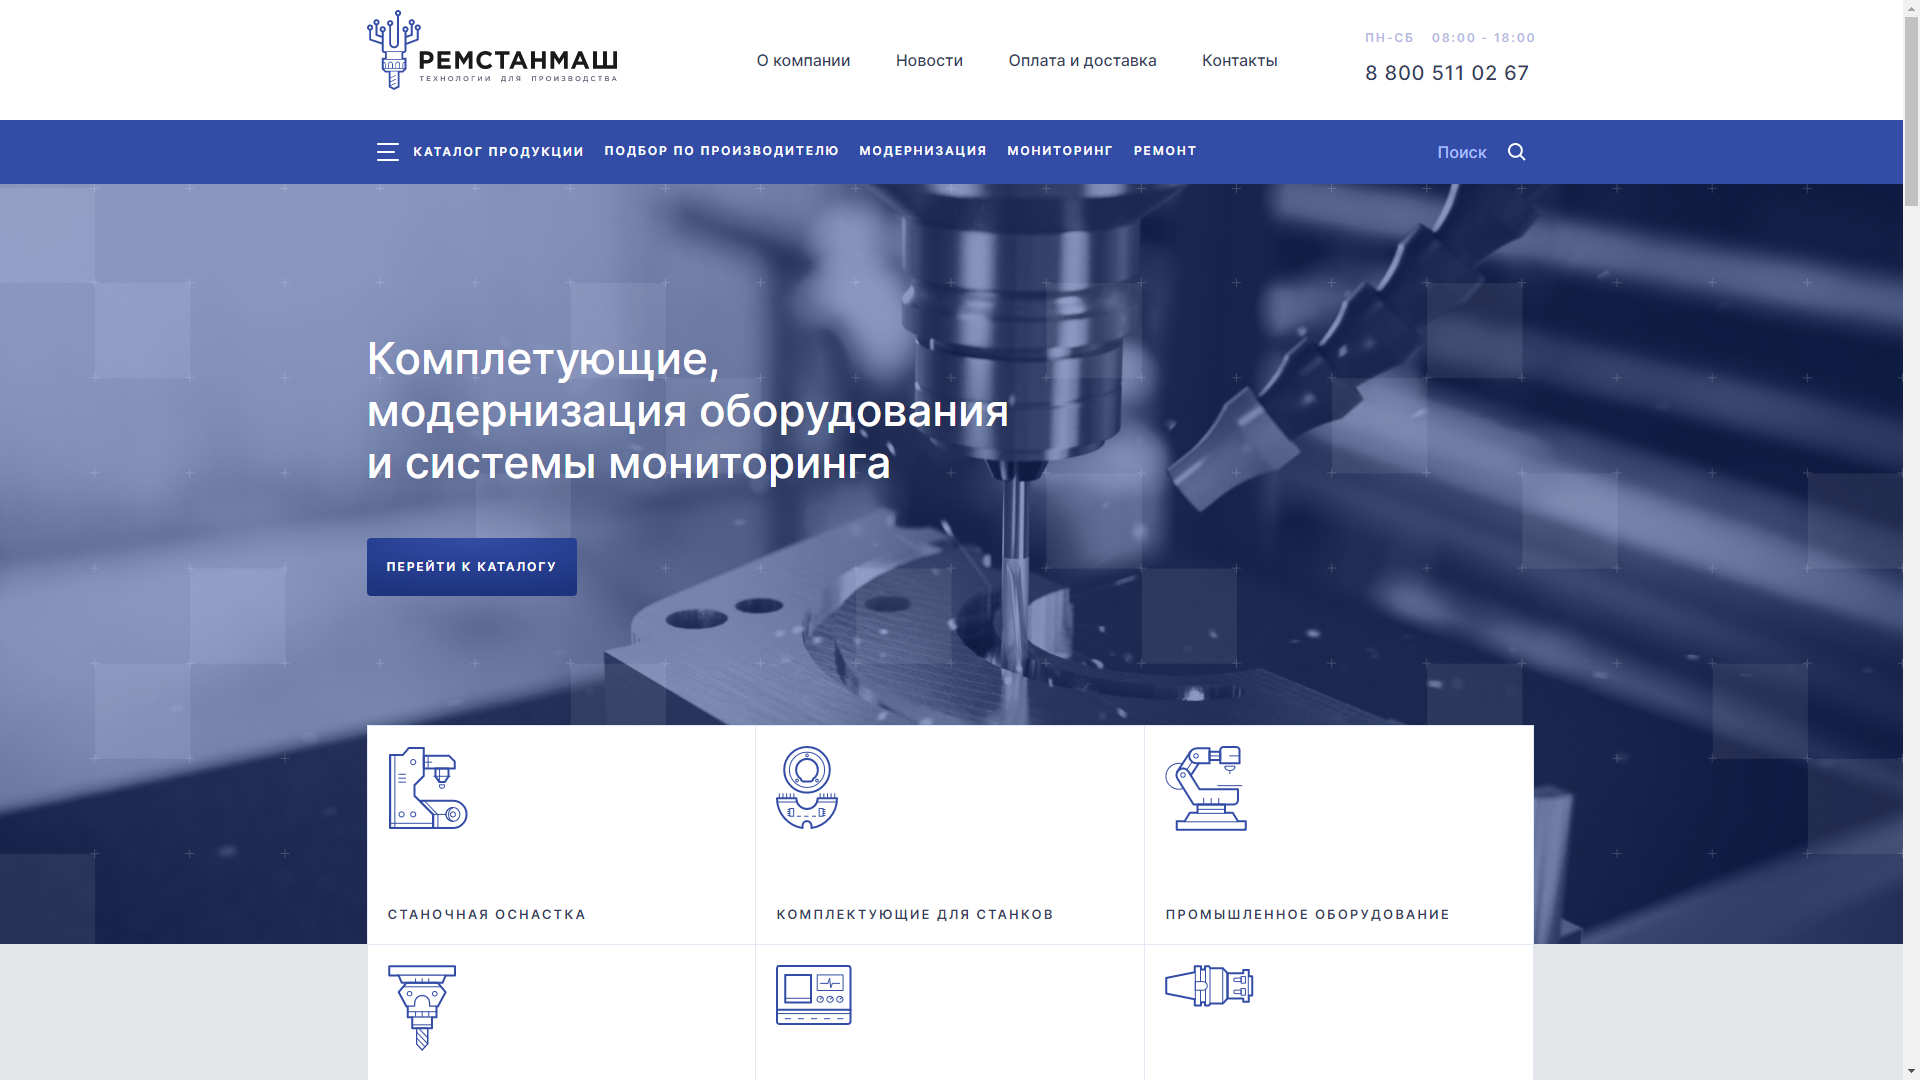 РЕМСТАНМАШ
ТЕХНОЛОГИИ ДЛЯ ПРОИЗВОДСТВА
О компании
Новости
Оплата и доставка
Контакты
ПН-СБ 08:00 - 18:00
8 800 511 02 67
КАТАЛОГ ПРОДУКЦИИ
ПОДБОР ПО ПРОИЗВОДИТЕЛЮ
МОДЕРНИЗАЦИЯ
МОНИТОРИНГ
РЕМОНТ
Поиск
Комплетующие,
модернизация оборудования
и системы мониторинга
ПЕРЕЙТИ К КАТАЛОГУ
СТАНОЧНАЯ ОСНАСТКА
КОМПЛЕКТУЮЩИЕ ДЛЯ СТАНКОВ
ПРОМЫШЛЕННОЕ ОБОРУДОВАНИЕ